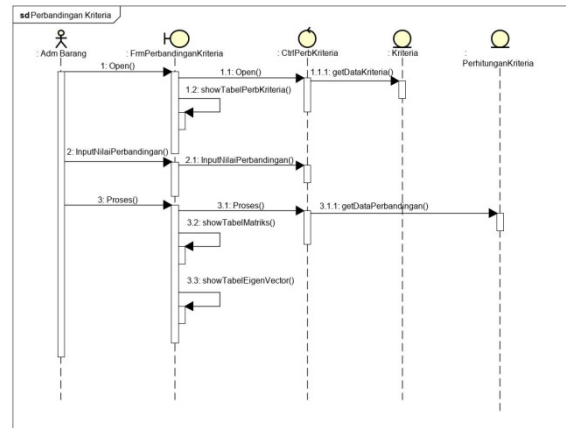 sd Perbandingan Kriteria
: Adm Barang
: FrmPerbandinganKriteria
: CtrlPerbKriteria
: Kriteria
:
PerhitunganKriteria
1: Open()
1.1: Open()
1.1.1: getDataKriteria()
1.2: showTabelPerbKriteria()
2: InputNilaiPerbandingan()
2.1: InputNilaiPerbandingan()
3: Proses()
3.1: Proses()
3.1.1: getDataPerbandingan()
3.2: showTabelMatriks()
3.3: showTabelEigenVector()